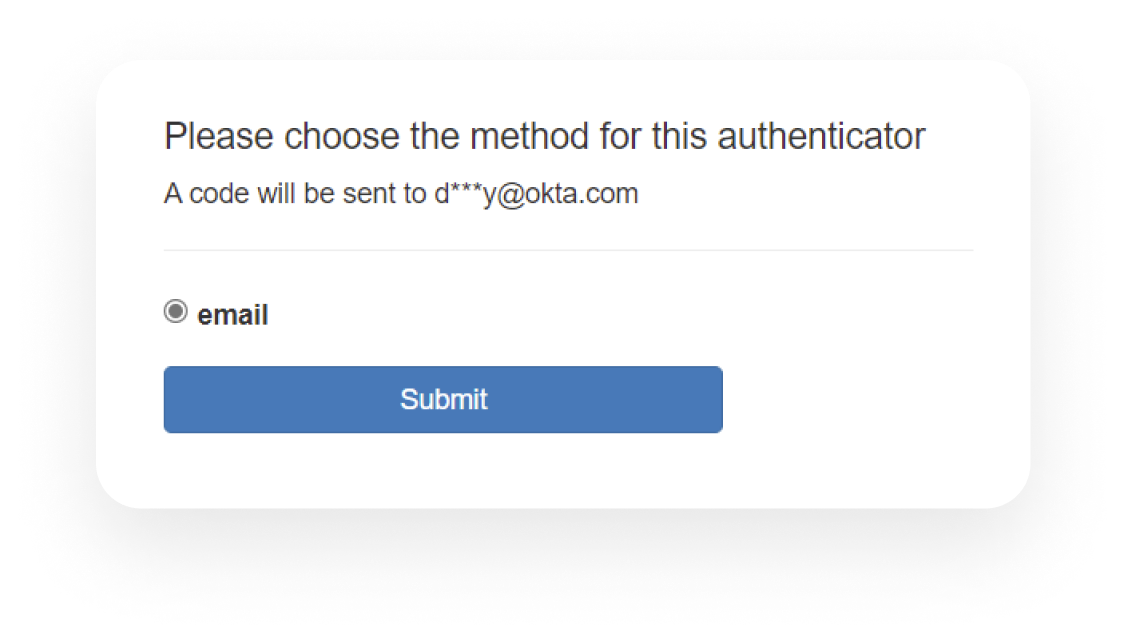 Please choose the method for this authenticator
A code will be sent to d***y@okta.com
email
Submit